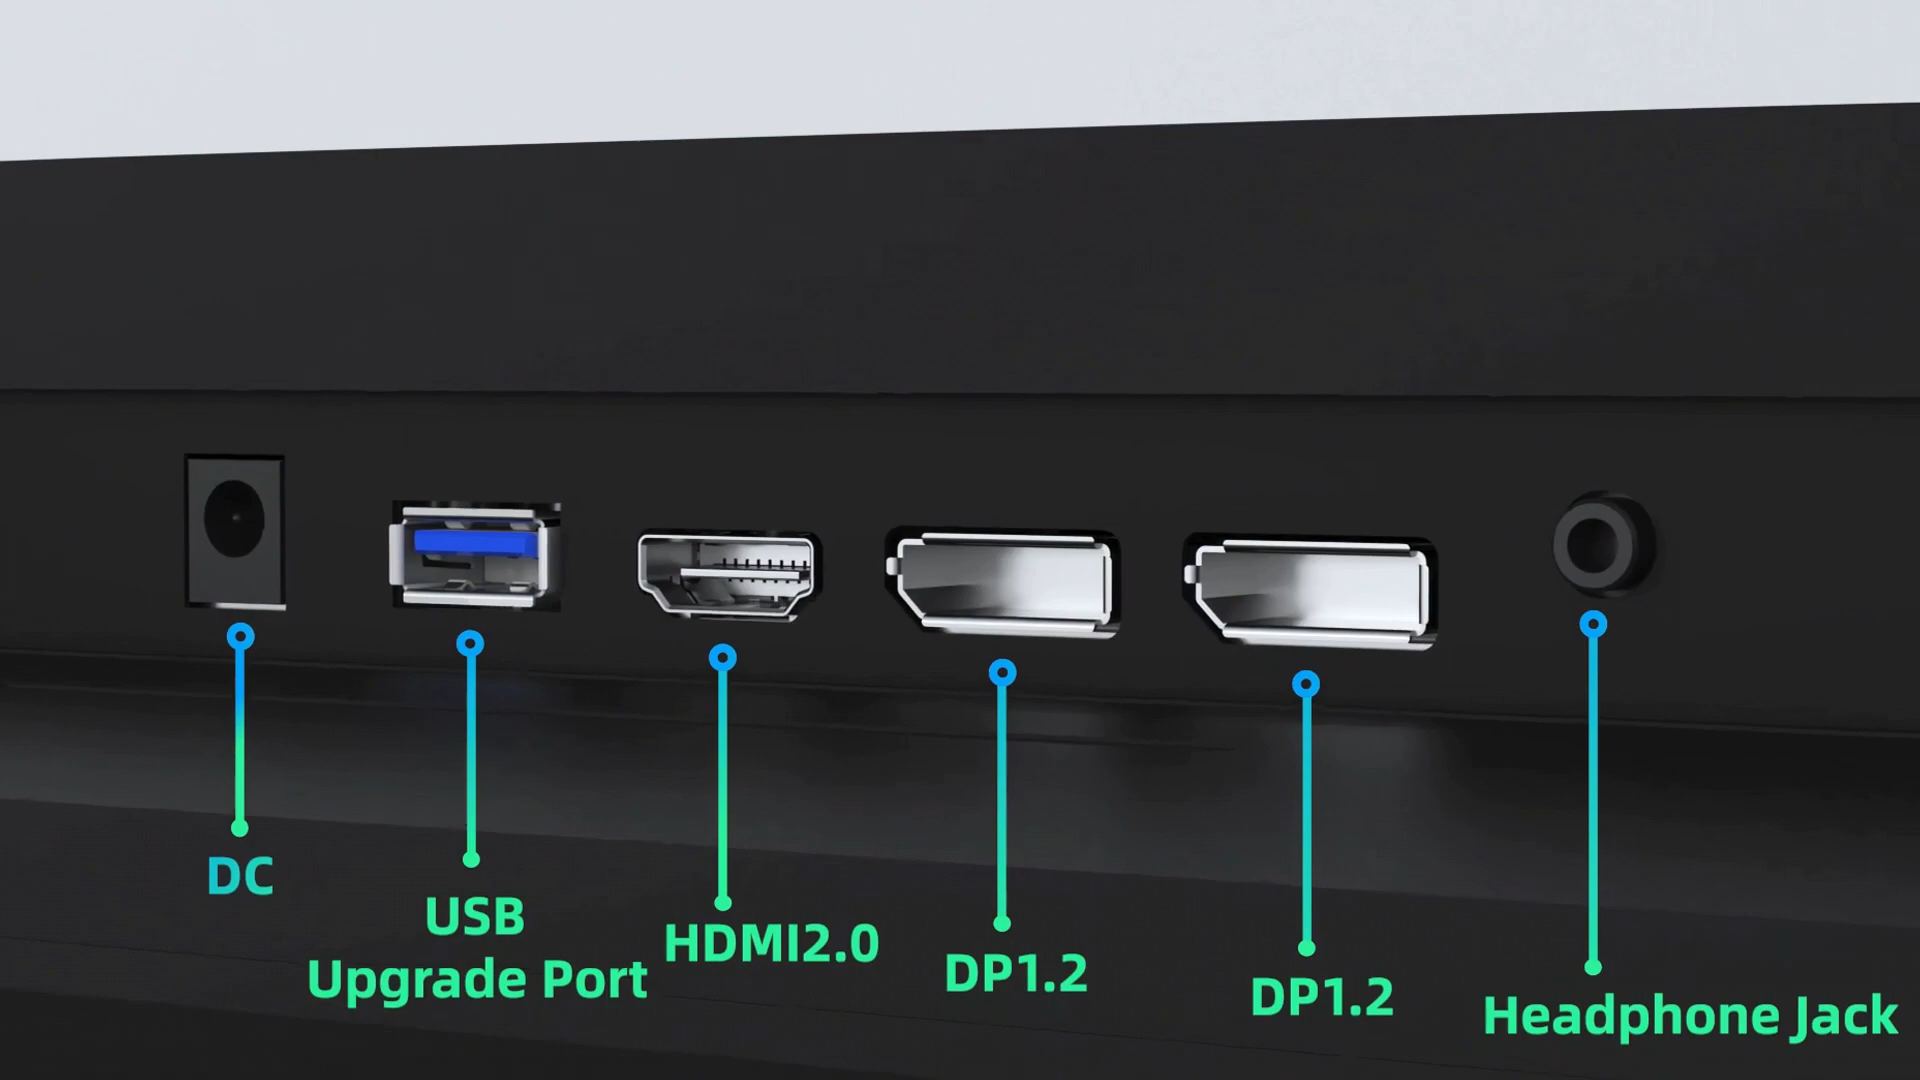 DC
USB
Upgrade Port
HDMI2.0
DP1.2
DP1.2
Headphone Jack